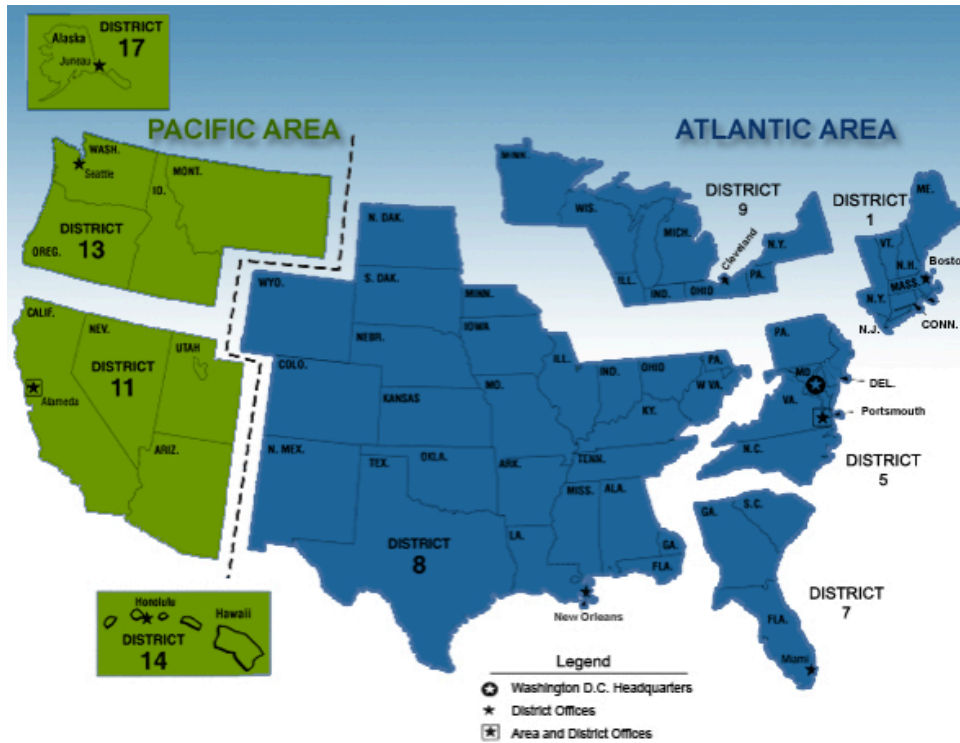 DISTRICT
17
Alaska
Juneau
PACIFIC AREA
ATLANTIC AREA
WASH.
Seattle
ID.
MONT.
DISTRICT
13
OREG.
CALIF.
NEV.
UTAH
DISTRICT
11
Alameda
ARIZ.
Honolulu
Hawaii
DISTRICT
14
N. DAK.
WYO.
S. DAK.
MINN.
NEBR.
IOWA
COLO.
ILL.
IND.
OHIO
PA.
W VA.
KANSAS
MO.
KY.
N. MEX.
OKLA.
TEX.
ARK.
TENN.
MISS.
ALA.
LA.
GA.
FLA.
DISTRICT
8
New Orleans
MINN.
WIS.
MICH.
DISTRICT
9
Cleveland
N.Y.
ILL.
IND.
OHIO
PA.
DISTRICT
1
ME.
VT.
N.H.
Boston
MASS.
N.Y.
CONN.
N.J.
PA.
MD.
DEL.
VA.
Portsmouth
N.C.
DISTRICT
5
GA.
S.C.
DISTRICT
7
FLA.
Miami
Legend
Washington D.C. Headquarters
District Offices
Area and District Offices